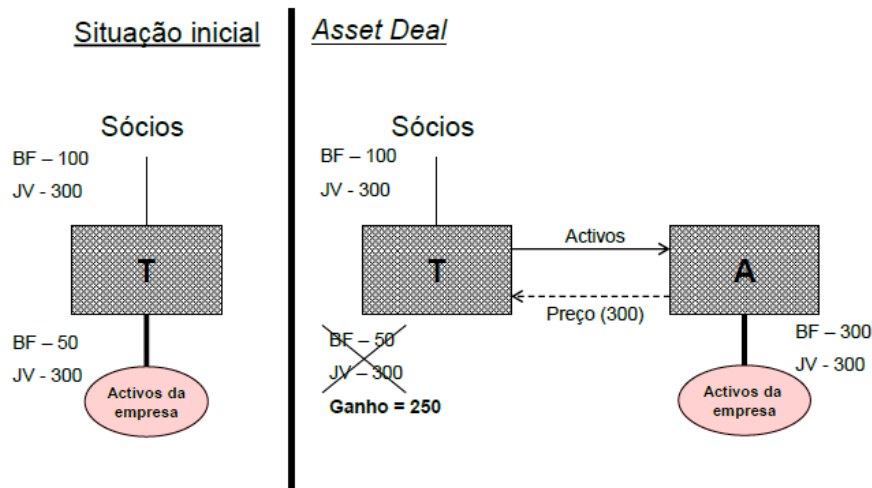 Situação inicial
Sócios
BF – 100
JV - 300
T
BF – 50
JV - 300
Activos da
empresa
Asset Deal
Sócios
BF – 100
JV - 300
T
Activos
Preço (300)
A
BF – 50
JV – 300
Ganho = 250
BF – 300
JV - 300
Activos da
empresa